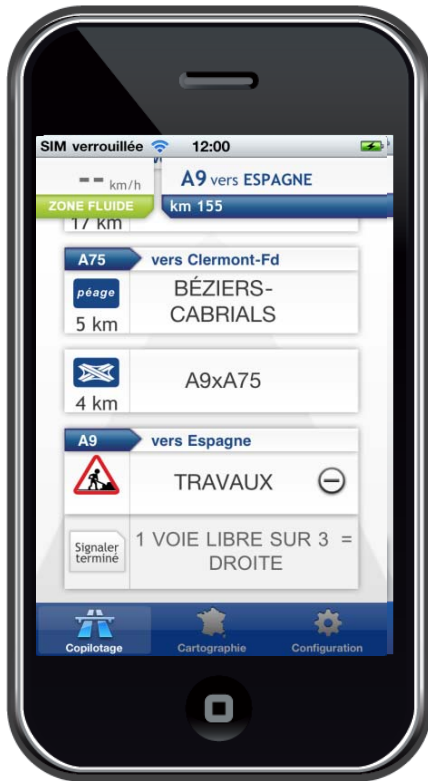 SIM verrouillée 12:00
-- km/h
A9 vers ESPAGNE
ZONE FLUIDE
km 155
17 km
A75 vers Clermont-Fd
péage
5 km
BÉZIERS-
CABRIALS
4 km
A9xA75
A9 vers Espagne
TRAVAUX
Signaler
terminé
1 VOIE LIBRE SUR 3 =
DROITE
Copilotage Cartographie Configuration